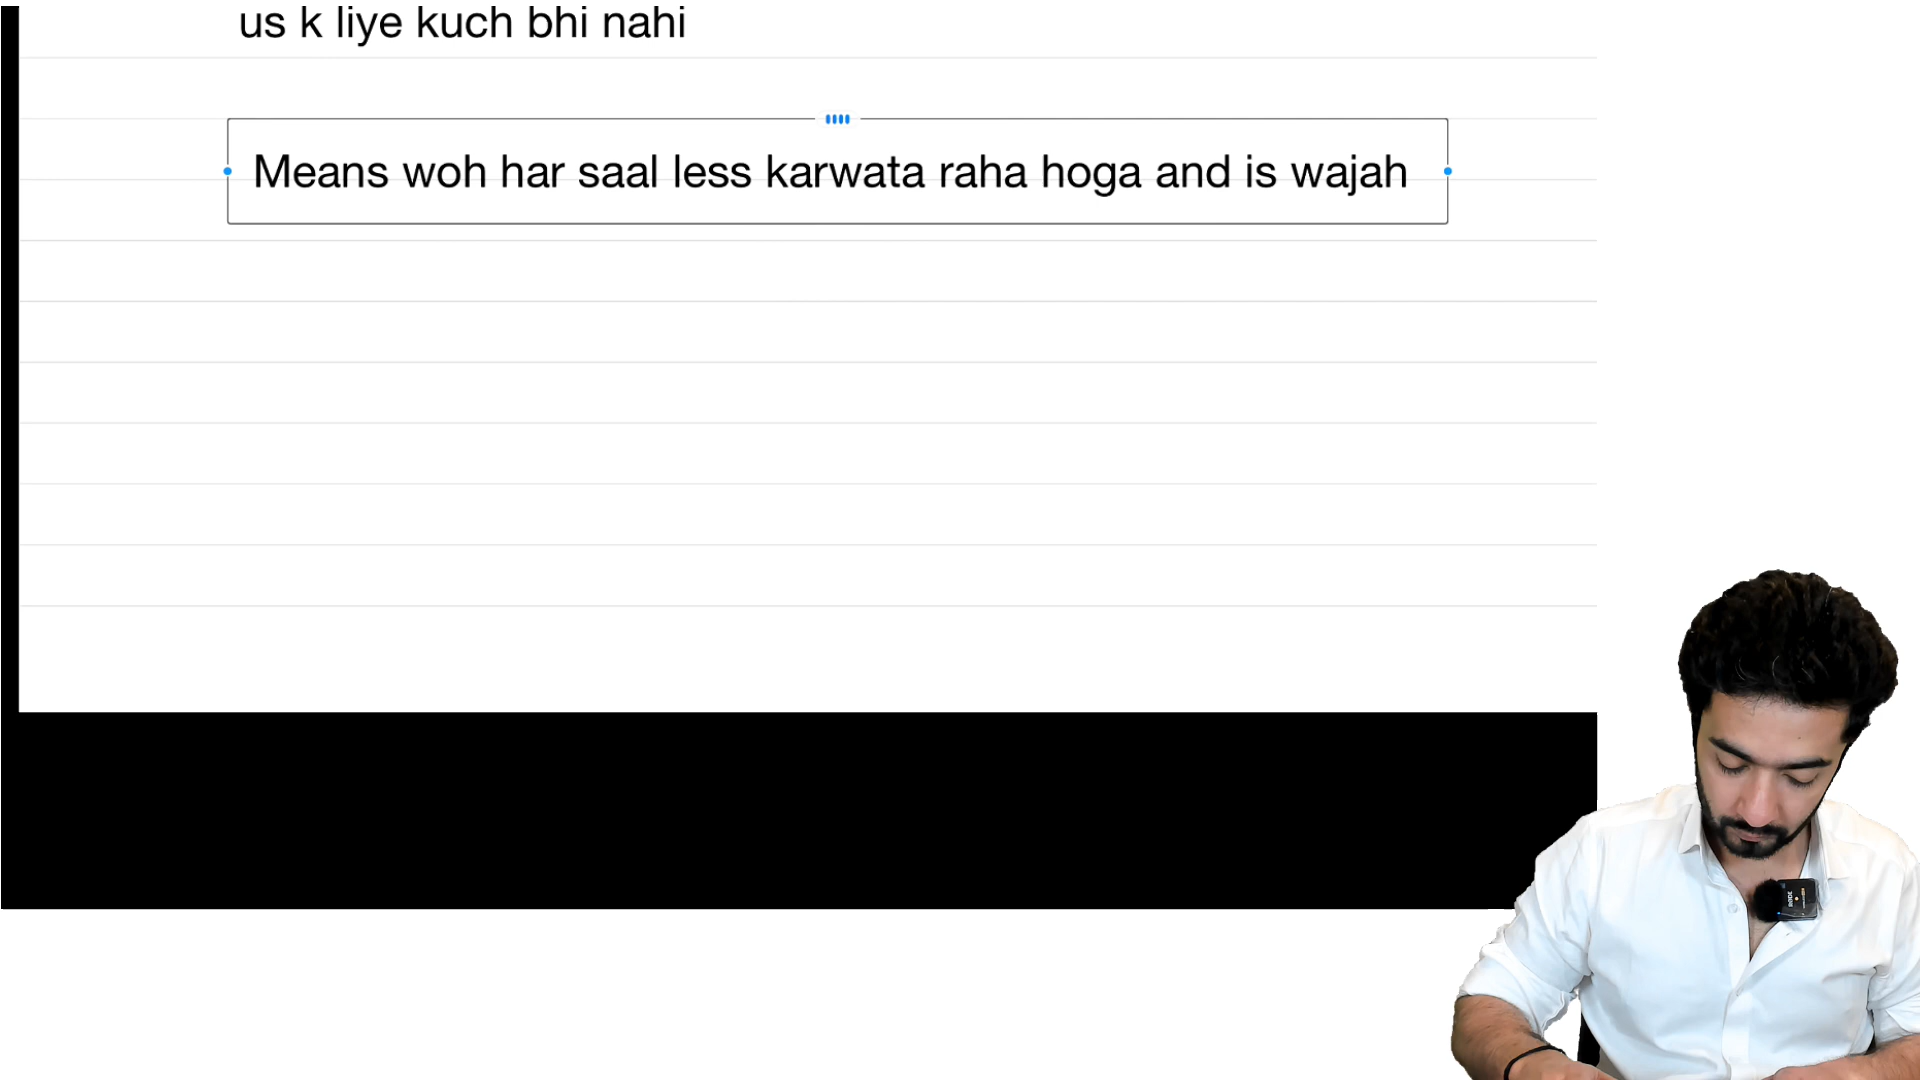 us k liye kuch bhi nahi
Means woh har saal less karwata raha hoga and is wajah